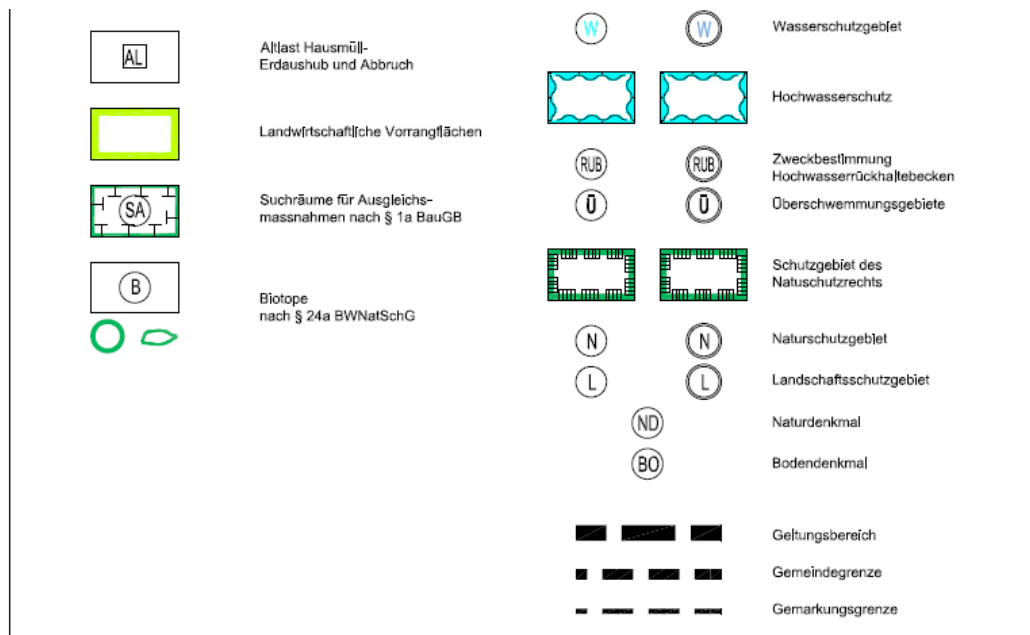 AL
Altlast Hausmüll-
Erdaushub und Abbruch
Landwirtschaftliche Vorrangflächen
SA
Suchräume für Ausgleichs-
massnahmen nach § 1a BauGB
B
Biotope
nach § 24a BWNatSchG
W W Wasserschutzgebiet
Hochwasserschutz
RUB RUB Zweckbestimmung
Hochwasserrückhaltebecken
Ü Ü Überschwemmungsgebiete
Schutzgebiet des
Natuschutzrechts
N N Naturschutzgebiet
L L Landschaftsschutzgebiet
ND Naturdenkmal
BO Bodendenkmal
Geltungsbereich
Gemeindegrenze
Gemarkungsgrenze